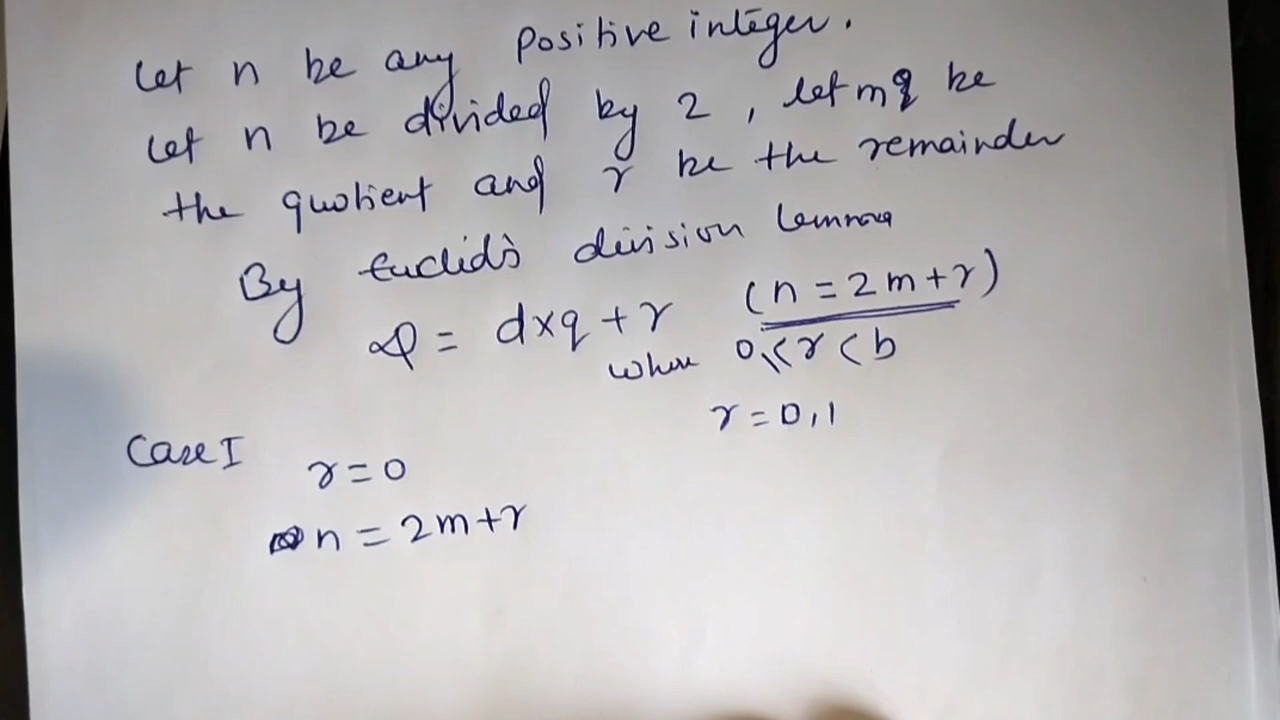 Let n be any positive integer.
Let n be divided by 2, let m be
the quotient and r be the remainder
By Euclid's division lemma
= d×q + r (n = 2m+r)
where 0 ≤ r < b
r = 0, 1
Case I
r = 0
n = 2m+r